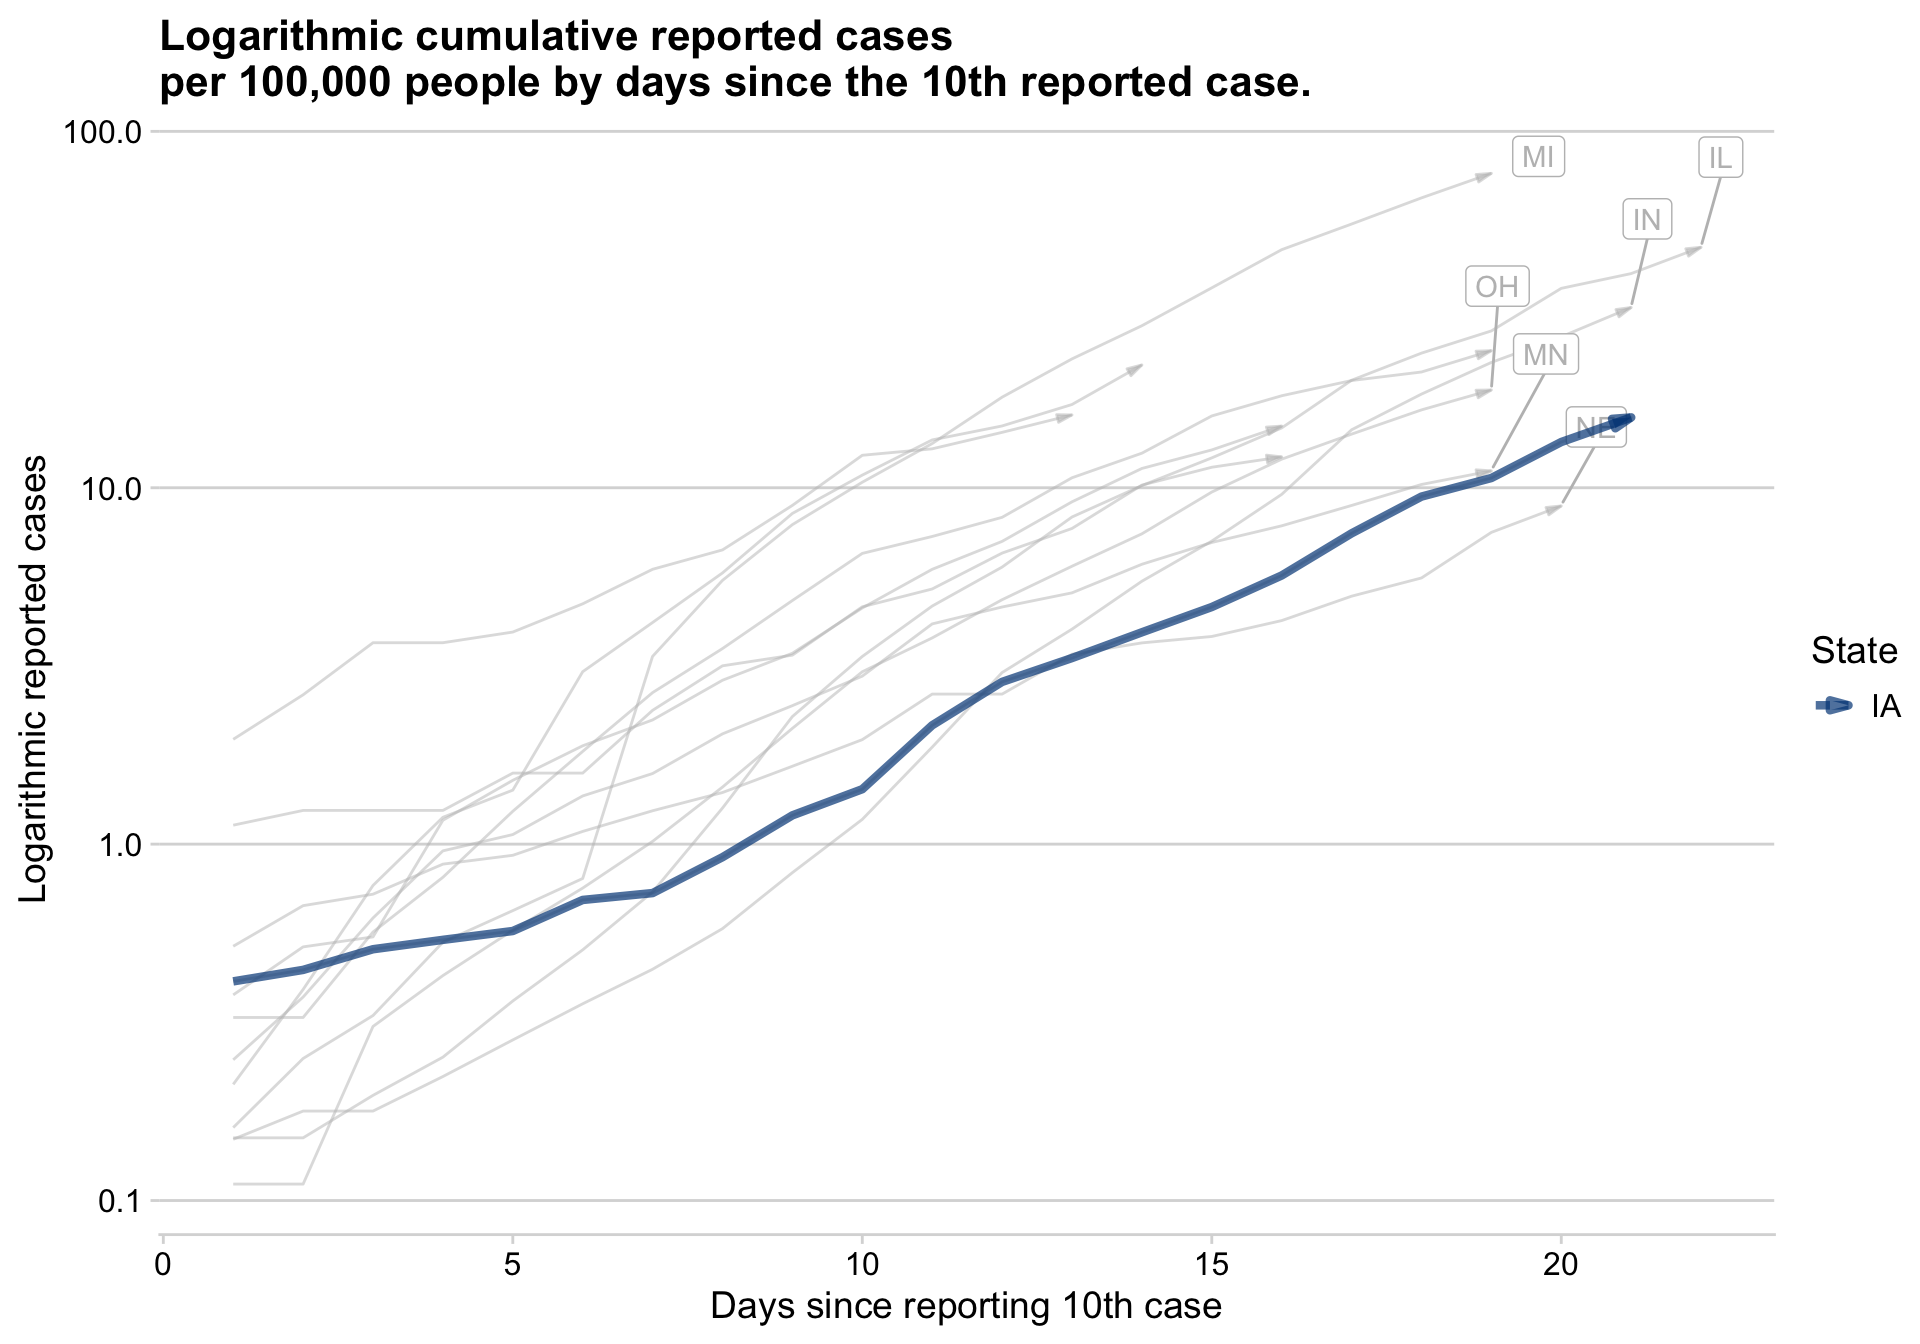 Logarithmic cumulative reported cases
per 100,000 people by days since the 10th reported case.
100.0
10.0
1.0
0.1
Logarithmic reported cases
MI
IL
IN
OH
MN
NE
State
IA
0
5
10
15
20
Days since reporting 10th case